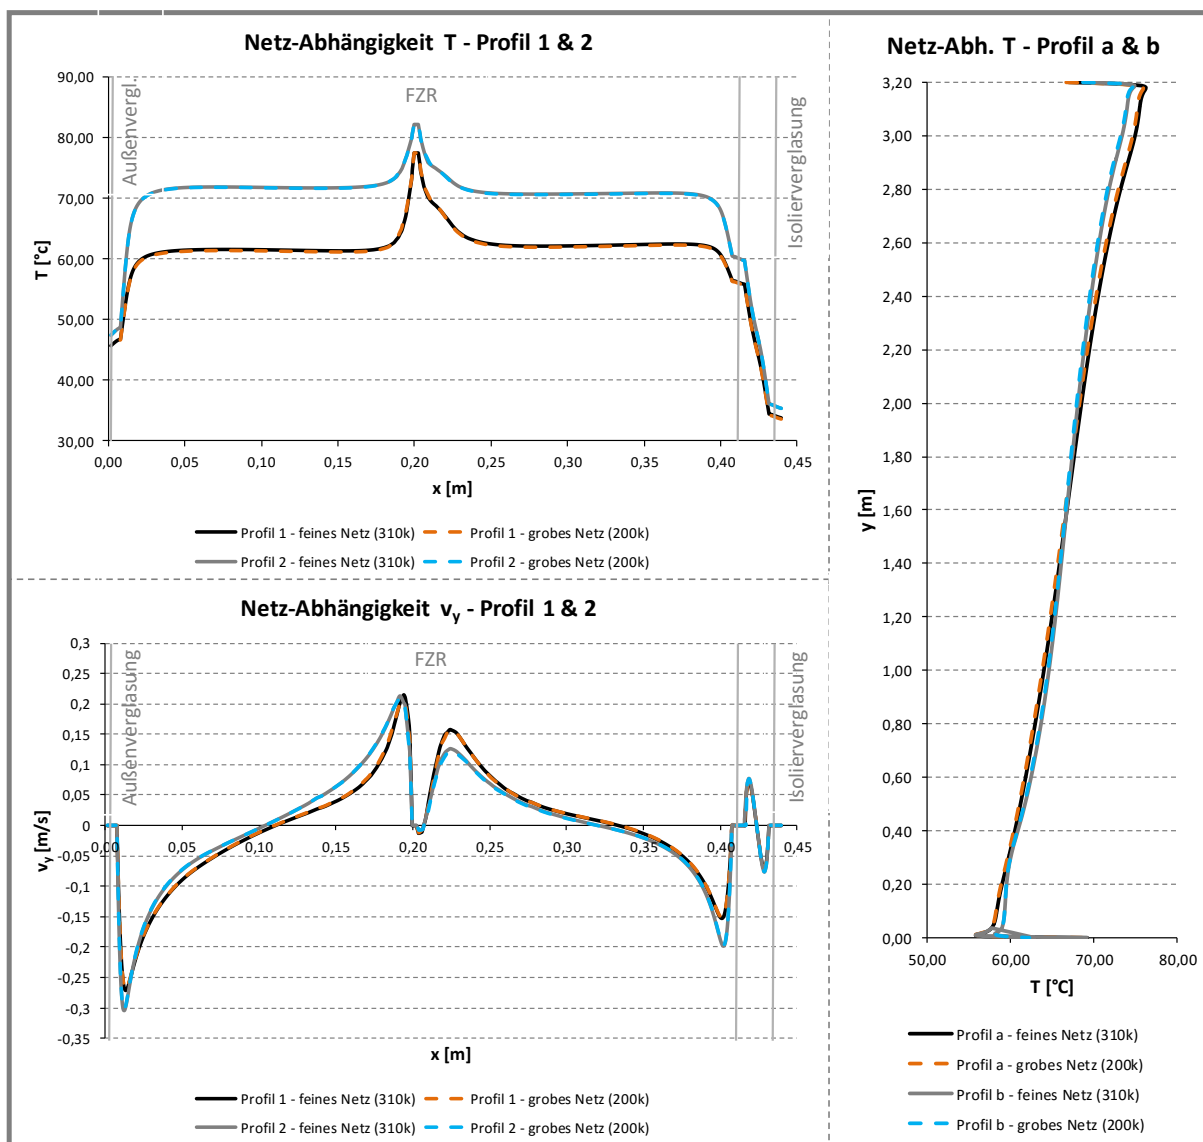 Netz-Abhängigkeit T - Profil 1 & 2
90,00
80,00
70,00
60,00
50,00
40,00
30,00
T [°c]
Außenvergl.
FZR
Isolierverglasung
0,00 0,05 0,10 0,15 0,20 0,25 0,30 0,35 0,40 0,45
x [m]
Profil 1 - feines Netz (310k) Profil 1 - grobes Netz (200k)
Profil 2 - feines Netz (310k) Profil 2 - grobes Netz (200k)
Netz-Abhängigkeit vy - Profil 1 & 2
0,3
0,25
0,2
0,15
0,1
0,05
0
-0,05
-0,1
-0,15
-0,2
-0,25
-0,3
-0,35
vy [m/s]
Außenverglasung
FZR
Isolierverglasung
0,00 0,05 0,10 0,15 0,20 0,25 0,30 0,35 0,40 0,45
x [m]
Profil 1 - feines Netz (310k) Profil 1 - grobes Netz (200k)
Profil 2 - feines Netz (310k) Profil 2 - grobes Netz (200k)
Netz-Abh. T - Profil a & b
3,20
3,00
2,80
2,60
2,40
2,20
2,00
1,80
1,60
1,40
1,20
1,00
0,80
0,60
0,40
0,20
0,00
y [m]
50,00 60,00 70,00 80,00
T [°C]
Profil a - feines Netz (310k)
Profil a - grobes Netz (200k)
Profil b - feines Netz (310k)
Profil b - grobes Netz (200k)